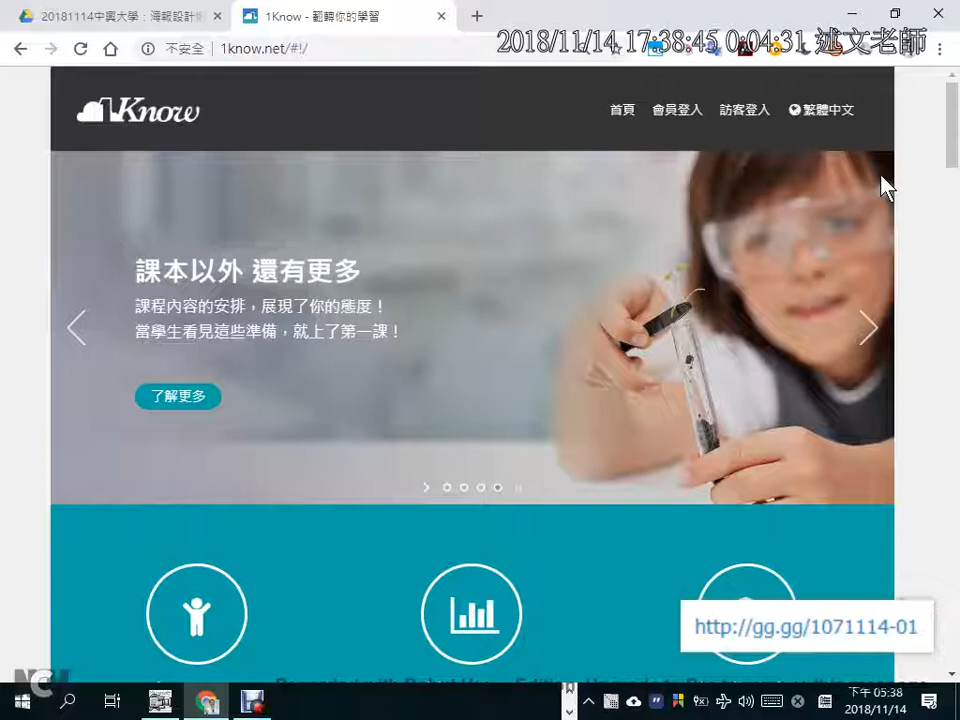 20181114中興大學：海報設計
1Know - 翻轉你的學習
不安全
1know.net/#!/
2018/11/14 17:38:45 0:04:31 述文老師
1Know
首頁
會員登入
訪客登入
繁體中文
課本以外 還有更多
課程內容的安排，展現了你的態度！
當學生看見這些準備，就上了第一課！
了解更多
http://gg.gg/1071114-01
下午 05:38
2018/11/14